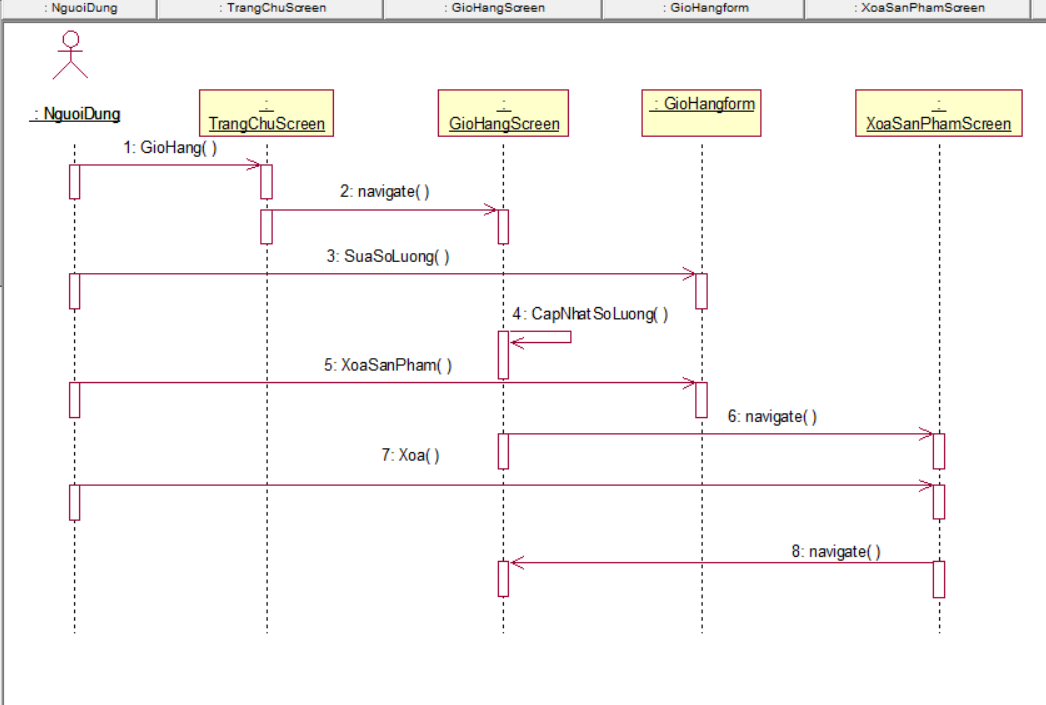 : NguoiDung
: TrangChuScreen
: GioHangScreen
: GioHangform
: XoaSanPhamScreen
: NguoiDung
:
TrangChuScreen
:
GioHangScreen
: GioHangform
:
XoaSanPhamScreen
1: GioHang( )
2: navigate( )
3: SuaSoLuong( )
4: CapNhatSoLuong( )
5: XoaSanPham( )
6: navigate( )
7: Xoa( )
8: navigate( )